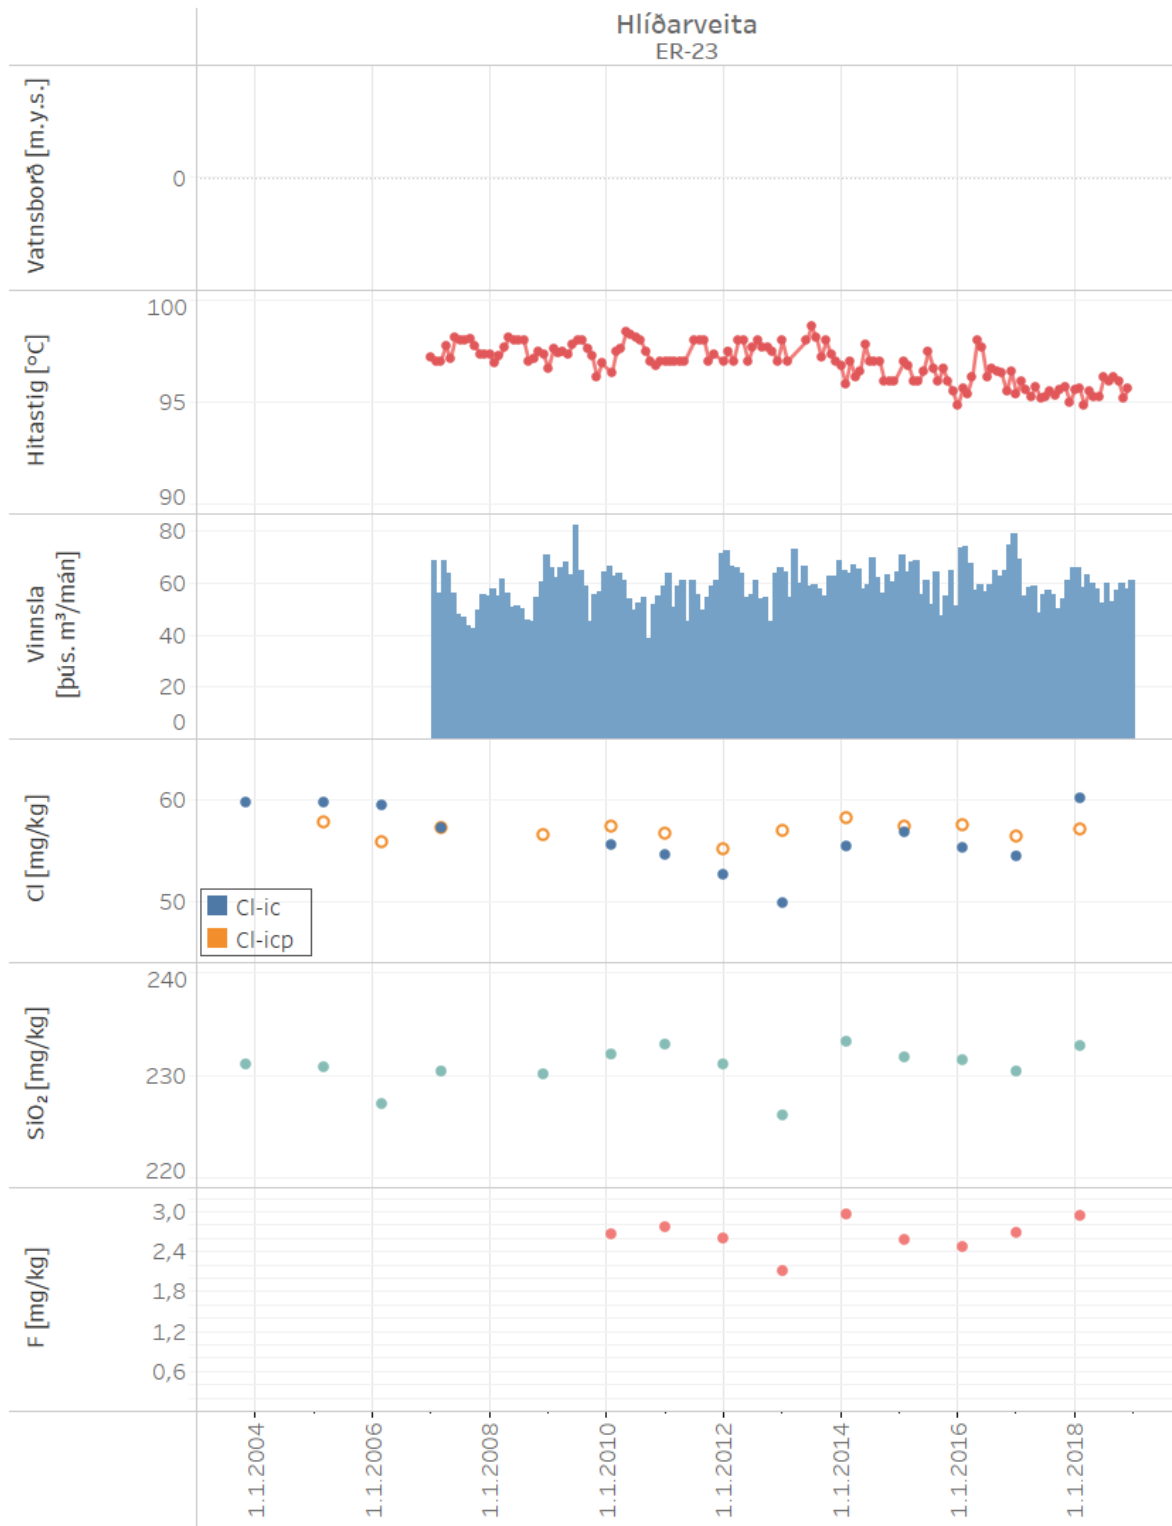 Hlíðarveita
ER-23
Vatnsborð [m.y.s.]
0
Hitastig [°C]
100
95
90
Vinnsla
[þús. m³/mán]
80
60
40
20
0
Cl [mg/kg]
60
50
Cl-ic
Cl-icp
SiO₂ [mg/kg]
240
230
220
F [mg/kg]
3,0
2,4
1,8
1,2
0,6
1.1.2004
1.1.2006
1.1.2008
1.1.2010
1.1.2012
1.1.2014
1.1.2016
1.1.2018